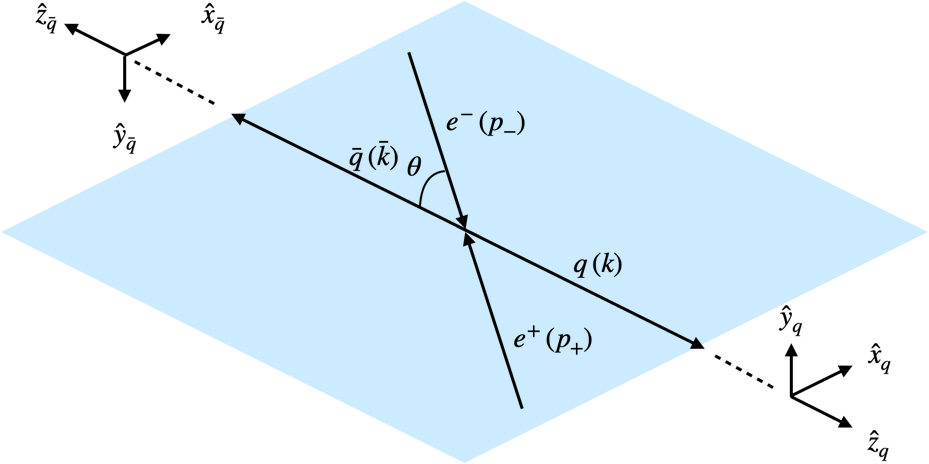 ẑ_q̄
x̂_q̄
ŷ_q̄
e⁻(p₋)
q̄(k̄)
θ
q(k)
e⁺(p₊)
ŷ_q
x̂_q
ẑ_q